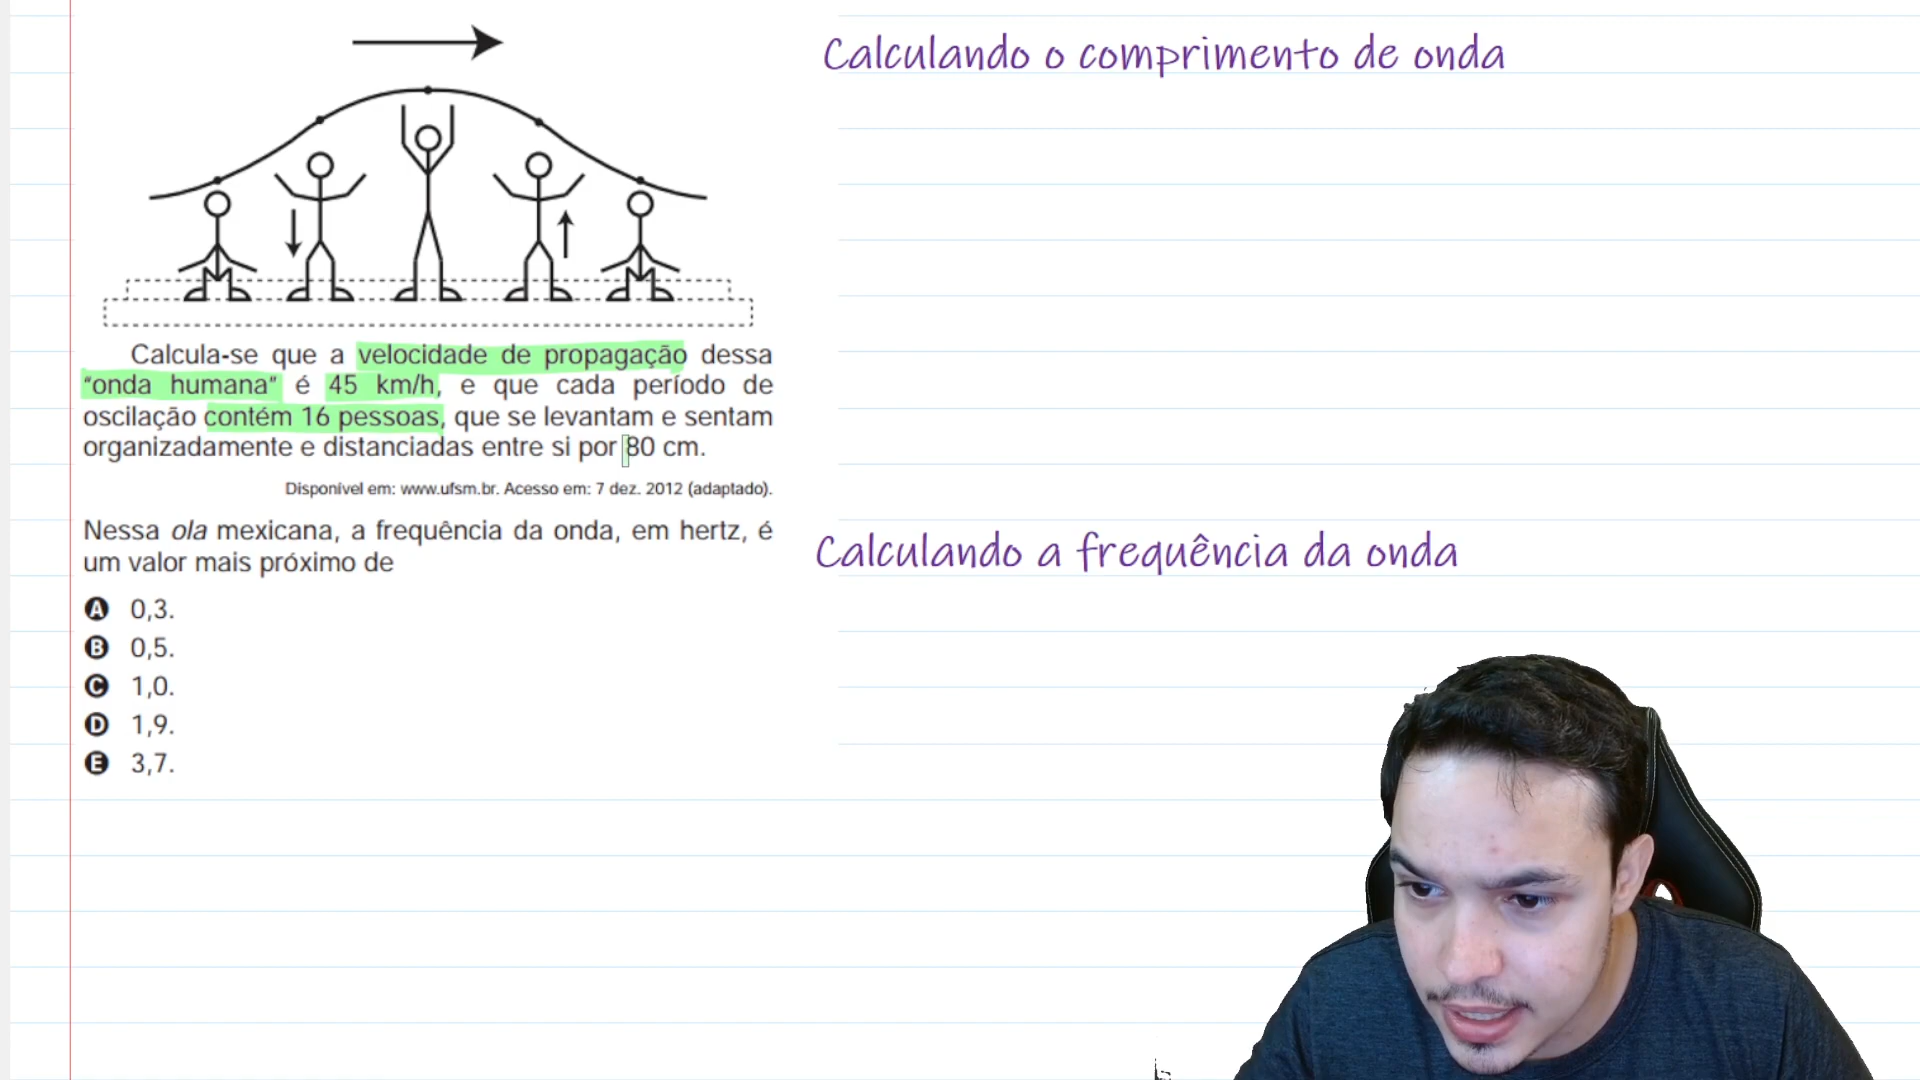 Calculando o comprimento de onda
Calcula-se que a velocidade de propagação dessa
“onda humana” é 45 km/h, e que cada período de
oscilação contém 16 pessoas, que se levantam e sentam
organizadamente e distanciadas entre si por 80 cm.
Disponível em: www.ufsm.br. Acesso em: 7 dez. 2012 (adaptado).
Nessa ola mexicana, a frequência da onda, em hertz, é
um valor mais próximo de
A 0,3.
B 0,5.
C 1,0.
D 1,9.
E 3,7.
Calculando a frequência da onda